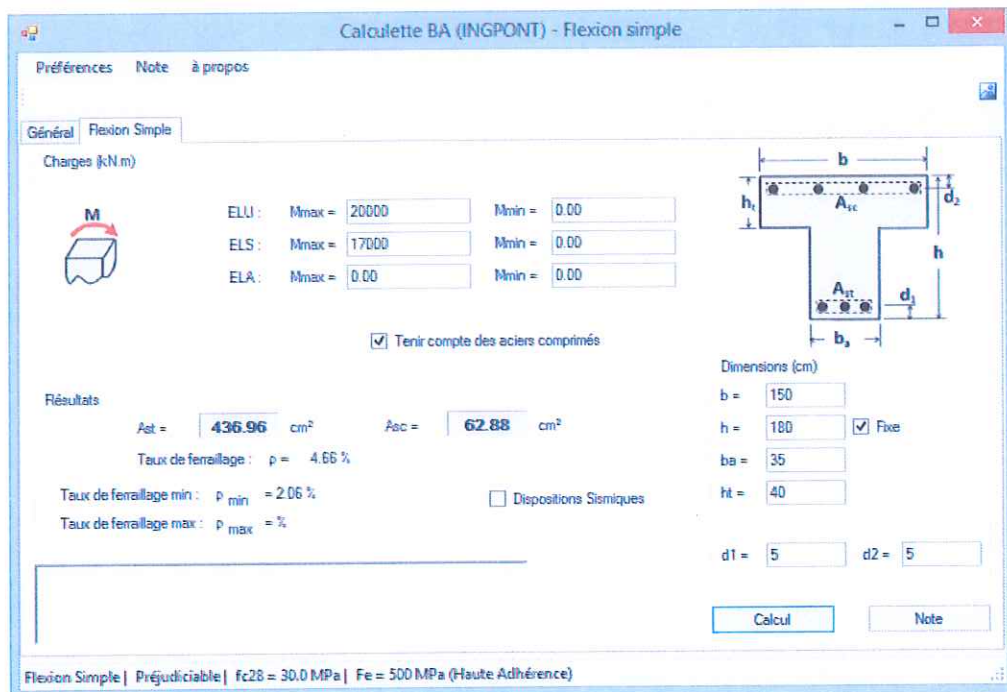 Calculette BA (INGPONT) - Flexion simple
Préférences Note à propos
Général Flexion Simple
Charges (kN.m)
M
ELU : Mmax = 20000 Mmin = 0.00
ELS : Mmax = 17000 Mmin = 0.00
ELA : Mmax = 0.00 Mmin = 0.00
Tenir compte des aciers comprimés
b
ht
Asc
d2
h
Ast
d1
ba
Dimensions (cm)
b = 150
h = 180 Fixe
ba = 35
ht = 40
d1 = 5 d2 = 5
Résultats
Ast = 436.96 cm² Asc = 62.88 cm²
Taux de ferraillage : ρ = 4.66 %
Taux de ferraillage min : ρ min = 2.06 %
Dispositions Sismiques
Taux de ferraillage max : ρ max = %
Calcul Note
Flexion Simple | Préjudiciable | fc28 = 30.0 MPa | Fe = 500 MPa (Haute Adhérence)